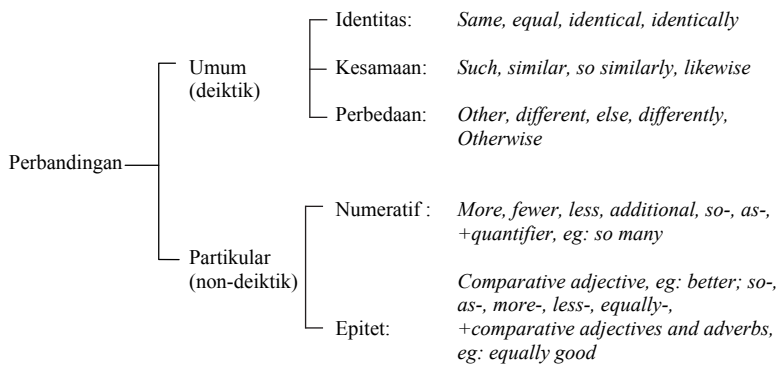 Identitas: Same, equal, identical, identically
Umum
(deiktik)
Kesamaan: Such, similar, so similarly, likewise
Perbedaan: Other, different, else, differently,
Otherwise
Perbandingan
Numeratif : More, fewer, less, additional, so-, as-,
+quantifier, eg: so many
Partikular
(non-deiktik)
Comparative adjective, eg: better; so-,
as-, more-, less-, equally-,
Epitet: +comparative adjectives and adverbs,
eg: equally good